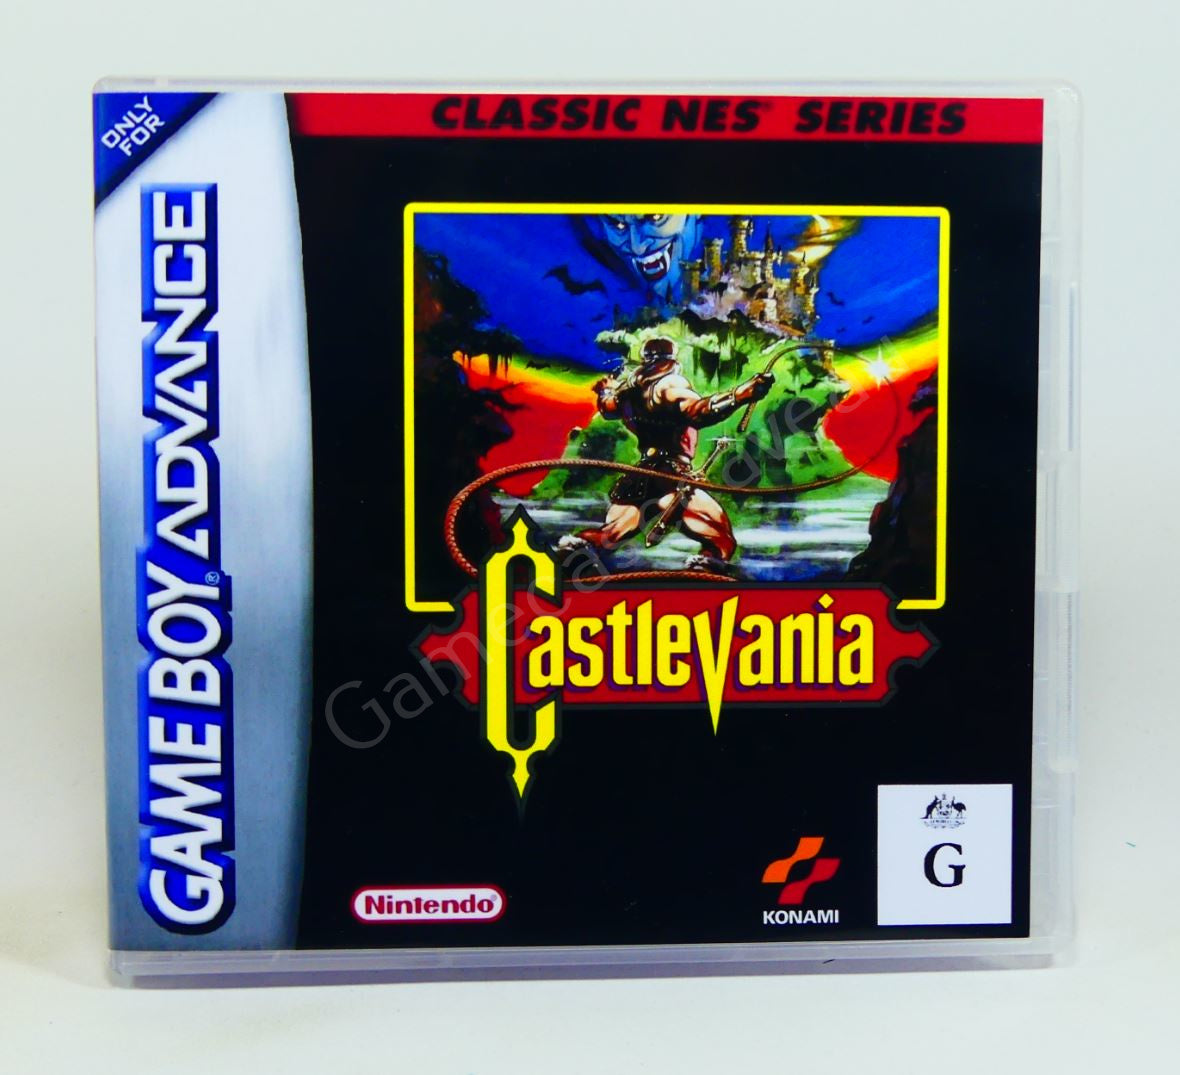 ONLY
FOR
GAME BOY ADVANCE
®
CLASSIC NES® SERIES
Castlevania
Nintendo®
KONAMI
G